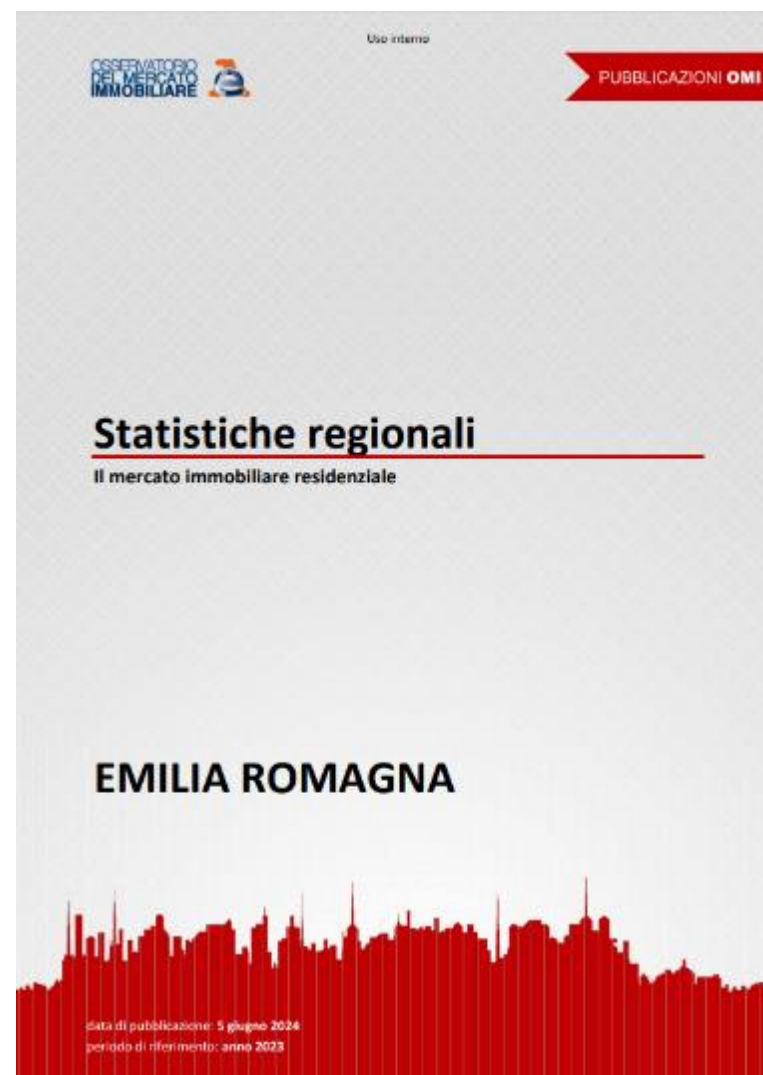 Uso interno
OSSERVATORIO
DEL MERCATO
IMMOBILIARE
PUBBLICAZIONI OMI
Statistiche regionali
Il mercato immobiliare residenziale
EMILIA ROMAGNA
data di pubblicazione: 5 giugno 2024
periodo di riferimento: anno 2023